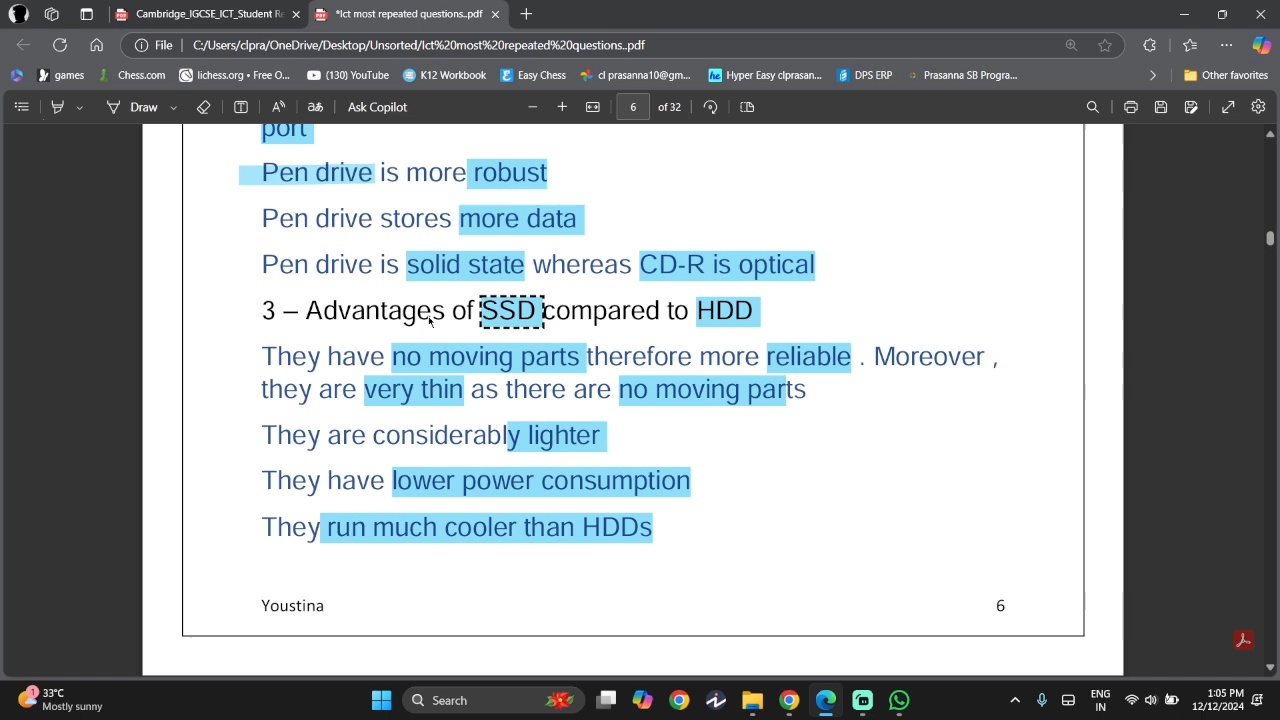 Cambridge_IGCSE_ICT_Student Re
*Ict most repeated questions..pdf
File
C:/Users/clpra/OneDrive/Desktop/Unsorted/Ict%20most%20repeated%20questions..pdf
games
Chess.com
lichess.org • Free O...
(130) YouTube
K12 Workbook
Easy Chess
cl prasanna10@gm...
Hyper Easy clprasan...
DPS ERP
Prasanna SB Progra...
Other favorites
Draw
Ask Copilot
6 of 32
port
Pen drive is more robust
Pen drive stores more data
Pen drive is solid state whereas CD-R is optical
3 – Advantages of SSD compared to HDD
They have no moving parts therefore more reliable . Moreover ,
they are very thin as there are no moving parts
They are considerably lighter
They have lower power consumption
They run much cooler than HDDs
Youstina
6
1
33°C
Mostly sunny
Search
ENG
IN
1:05 PM
12/12/2024